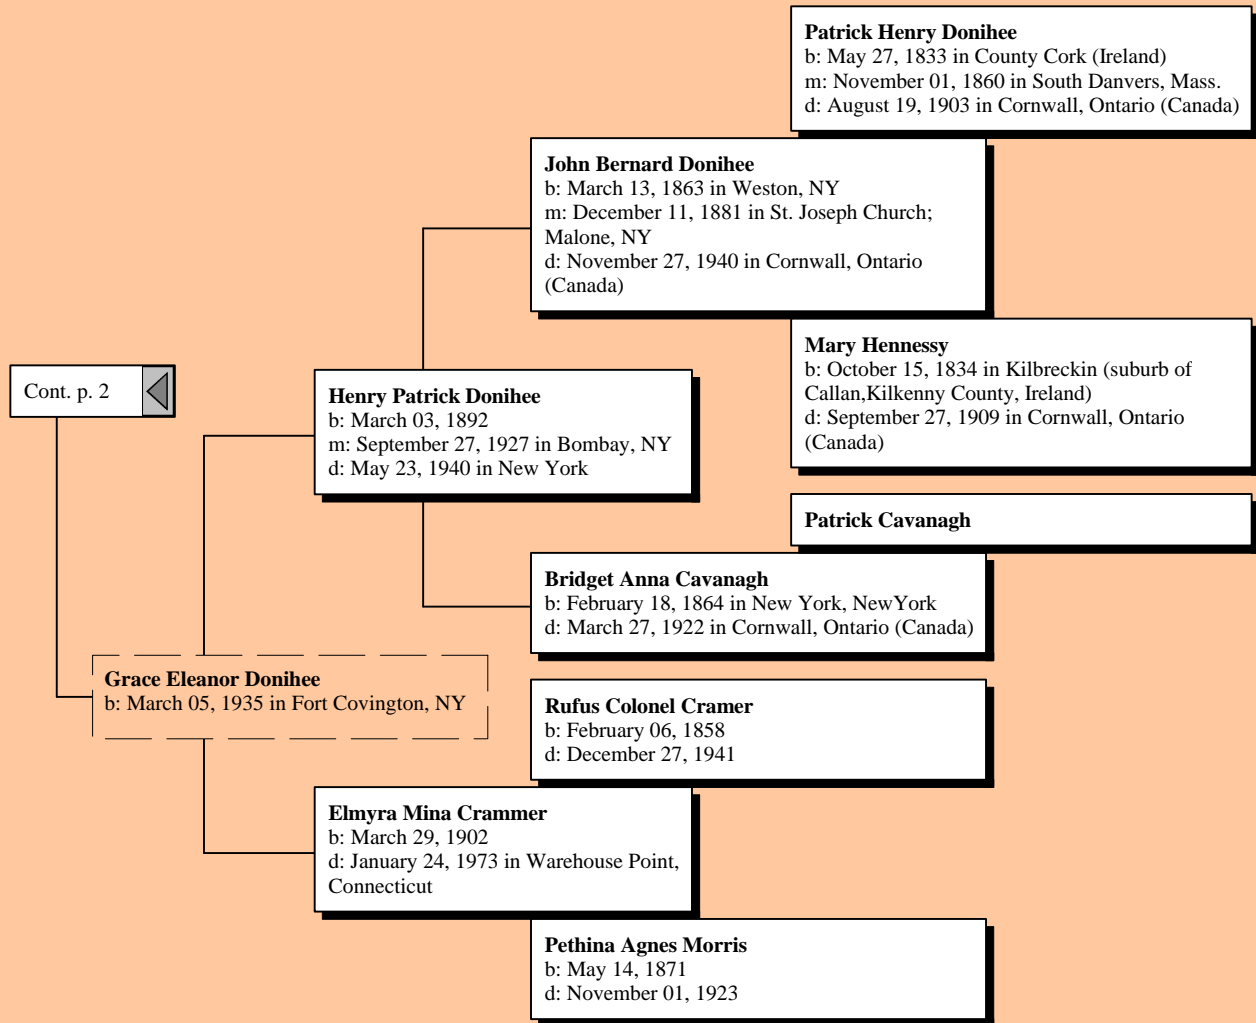 Patrick Henry Donihee
b: May 27, 1833 in County Cork (Ireland)
m: November 01, 1860 in South Danvers, Mass.
d: August 19, 1903 in Cornwall, Ontario (Canada)
John Bernard Donihee
b: March 13, 1863 in Weston, NY
m: December 11, 1881 in St. Joseph Church;
Malone, NY
d: November 27, 1940 in Cornwall, Ontario
(Canada)
Mary Hennessy
b: October 15, 1834 in Kilbreckin (suburb of
Callan,Kilkenny County, Ireland)
d: September 27, 1909 in Cornwall, Ontario
(Canada)
Cont. p. 2
Henry Patrick Donihee
b: March 03, 1892
m: September 27, 1927 in Bombay, NY
d: May 23, 1940 in New York
Patrick Cavanagh
Bridget Anna Cavanagh
b: February 18, 1864 in New York, NewYork
d: March 27, 1922 in Cornwall, Ontario (Canada)
Grace Eleanor Donihee
b: March 05, 1935 in Fort Covington, NY
Rufus Colonel Cramer
b: February 06, 1858
d: December 27, 1941
Elmyra Mina Crammer
b: March 29, 1902
d: January 24, 1973 in Warehouse Point,
Connecticut
Pethina Agnes Morris
b: May 14, 1871
d: November 01, 1923